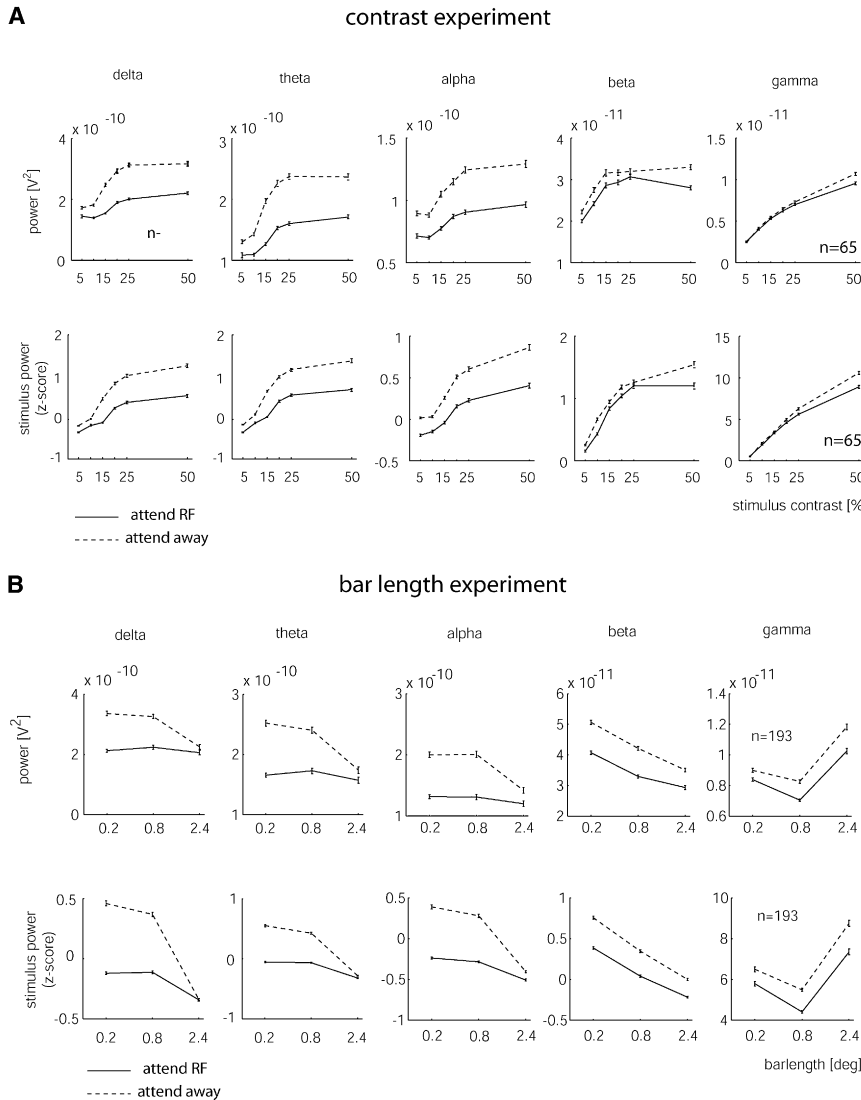 A
contrast experiment
delta theta alpha beta gamma
x 10 -10 x 10 -10 x 10 -10 x 10 -11 x 10 -11
power [V2]
4
2
0
n-
5 15 25 50
3
2
1
5 15 25 50
1.5
1
0.5
5 15 25 50
4
3
2
1
5 15 25 50
1.5
1
0.5
0
n=65
5 15 25 50
stimulus power
(z-score)
2
1
0
-1
5 15 25 50
2
1
0
-1
5 15 25 50
1
0.5
0
-0.5
5 15 25 50
2
1
0
5 15 25 50
15
10
5
0
n=65
5 15 25 50
stimulus contrast [%
attend RF
attend away
B
bar length experiment
delta theta alpha beta gamma
x 10 -10 x 10 -10 x 10 -10 x 10 -11 x 10 -11
power [V2]
4
2
0
0.2 0.8 2.4
3
2
1
0.2 0.8 2.4
3
2
1
0.2 0.8 2.4
6
5
4
3
2
0.2 0.8 2.4
1.4
1.2
1
0.8
0.6
n=193
0.2 0.8 2.4
stimulus power
(z-score)
0.5
0
-0.5
0.2 0.8 2.4
1
0
-1
0.2 0.8 2.4
0.5
0
-0.5
-1
0.2 0.8 2.4
1
0.5
0
-0.5
0.2 0.8 2.4
10
8
6
4
n=193
0.2 0.8 2.4
barlength [deg]
attend RF
attend away